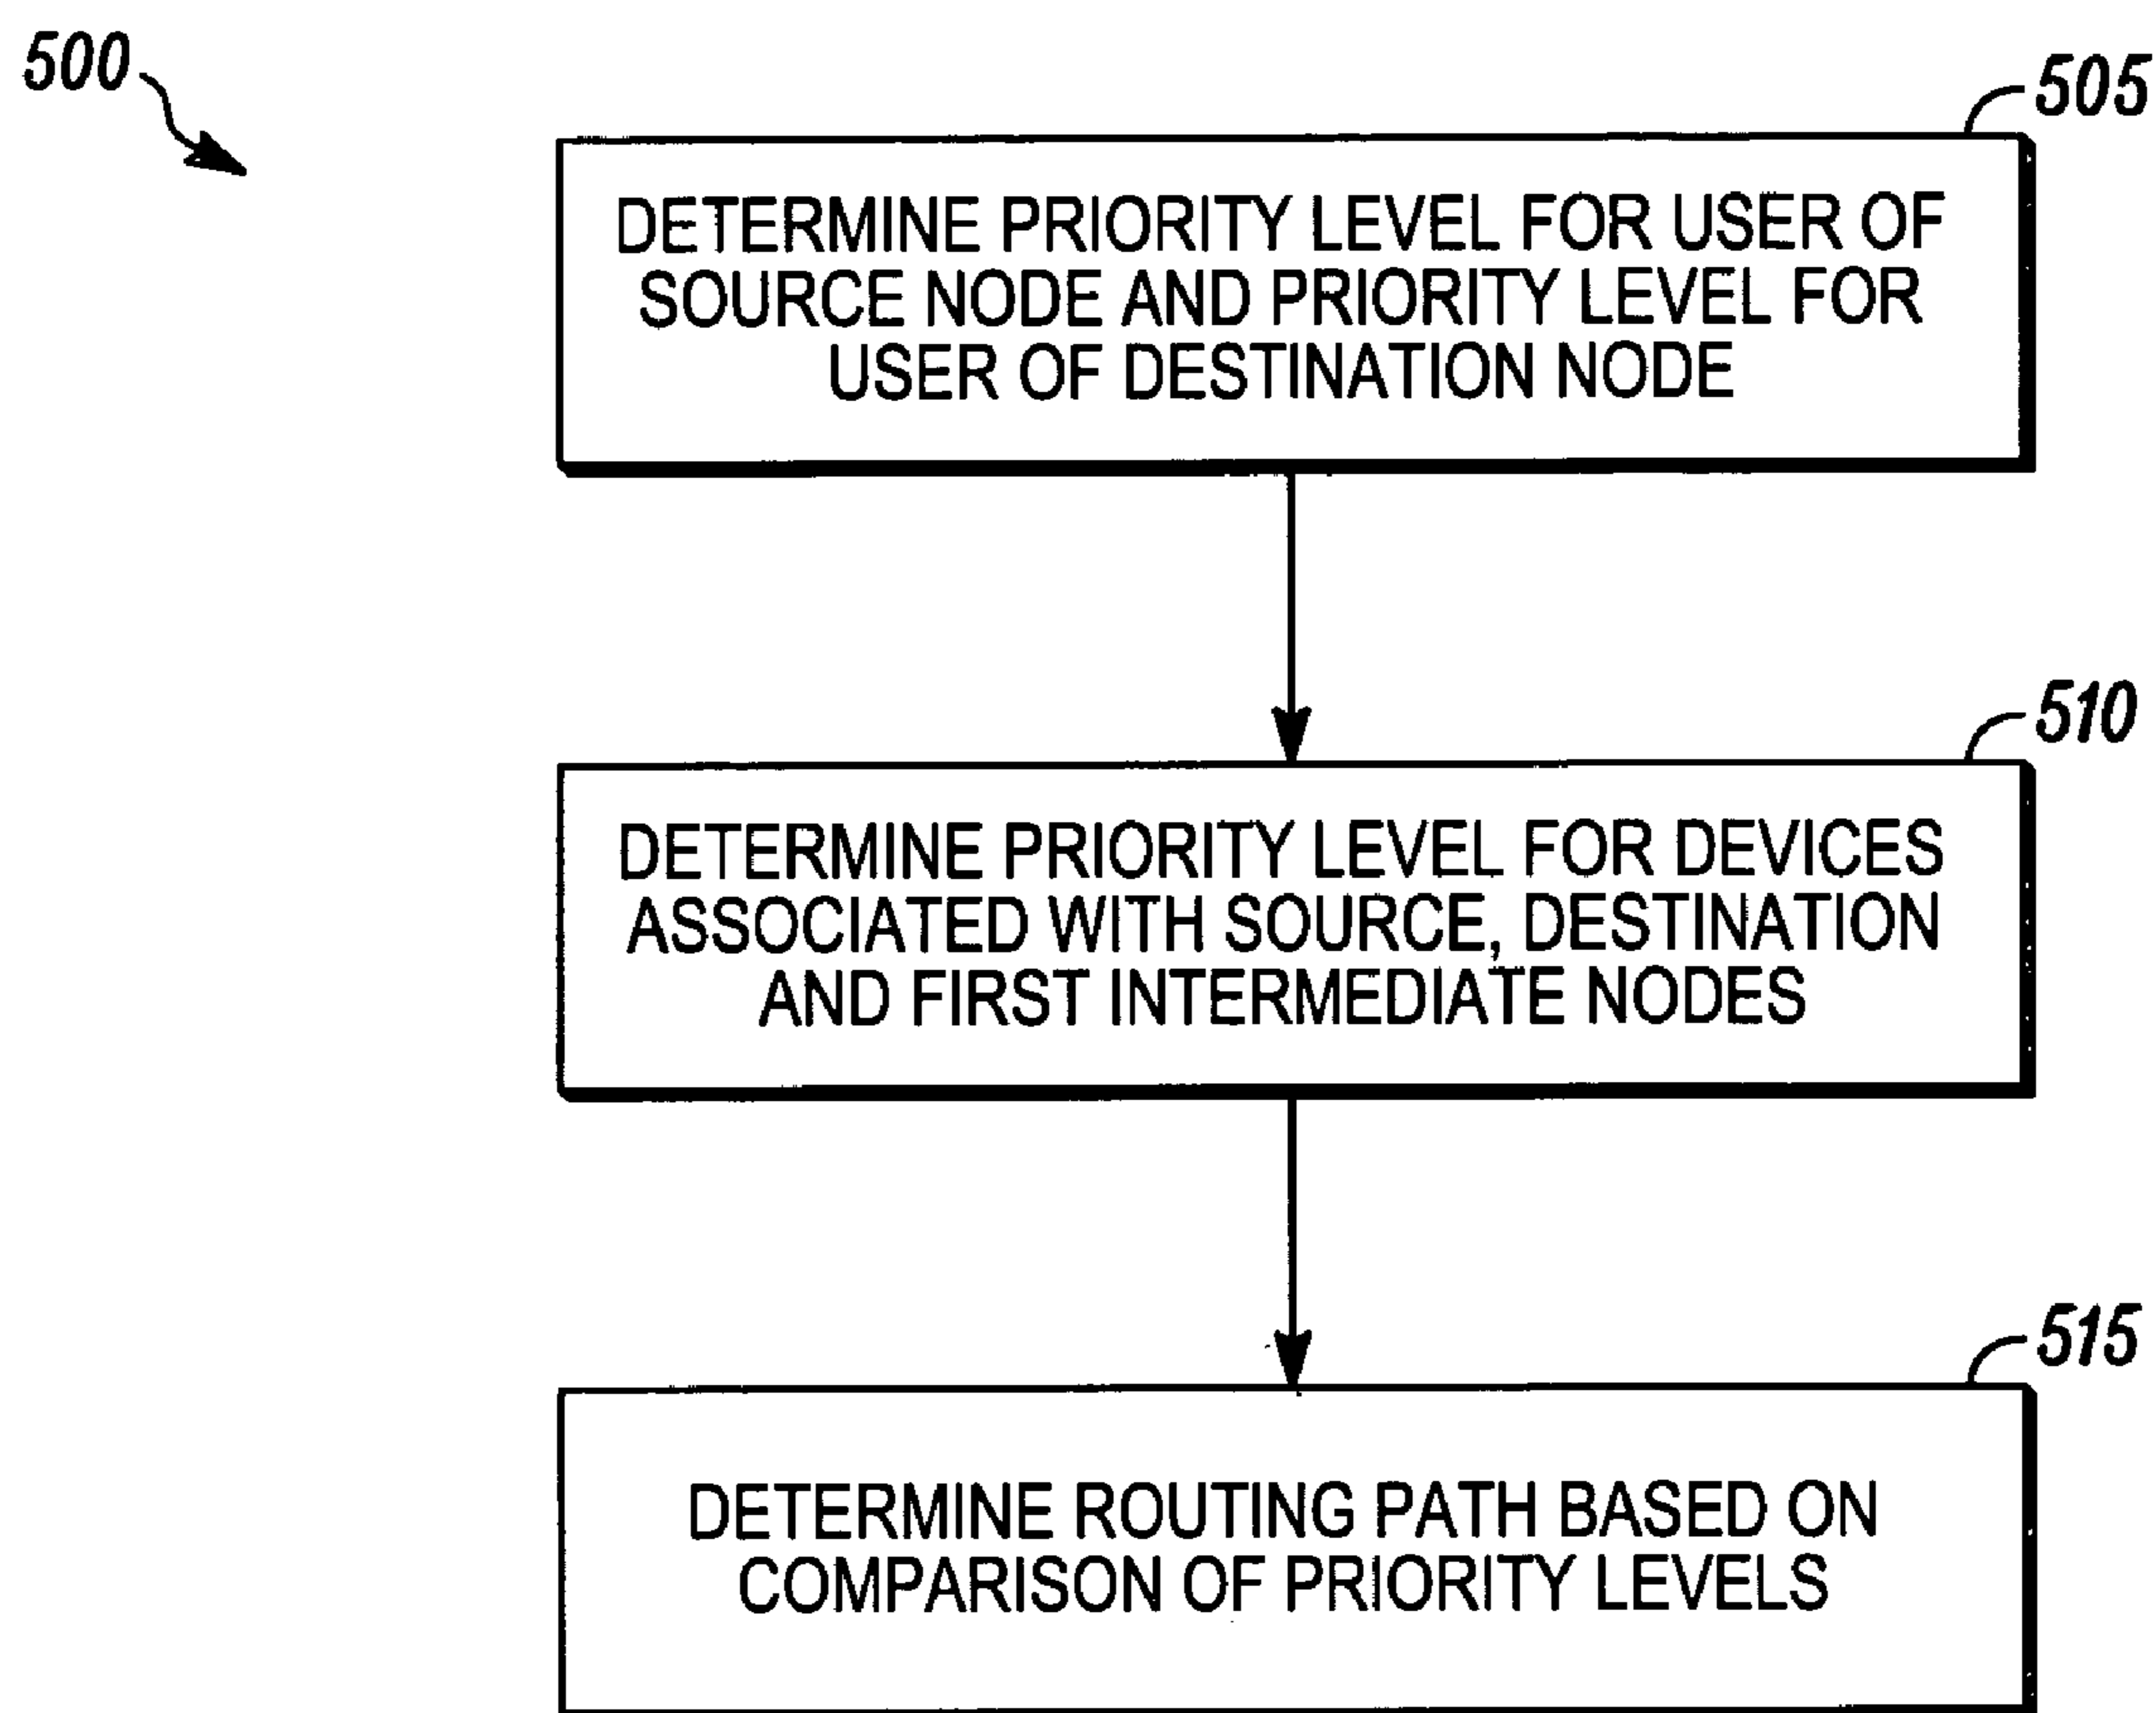 500
505
DETERMINE PRIORITY LEVEL FOR USER OF
SOURCE NODE AND PRIORITY LEVEL FOR
USER OF DESTINATION NODE
510
DETERMINE PRIORITY LEVEL FOR DEVICES
ASSOCIATED WITH SOURCE, DESTINATION
AND FIRST INTERMEDIATE NODES
515
DETERMINE ROUTING PATH BASED ON
COMPARISON OF PRIORITY LEVELS